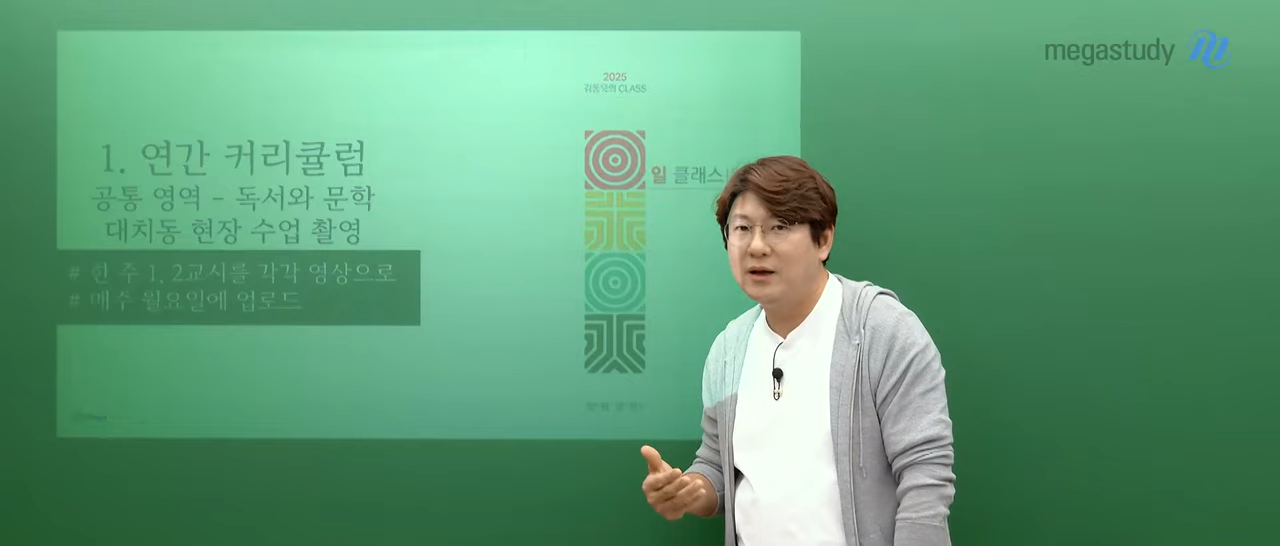 megastudy
2025
김동욱의 CLASS
일 클래스
1. 연간 커리큘럼
공통 영역 - 독서와 문학
대치동 현장 수업 촬영
# 한 주 1, 2교시를 각각 영상으로
# 매주 월요일에 업로드